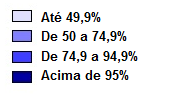 Até 49,9%
De 50 a 74,9%
De 74,9 a 94,9%
Acima de 95%